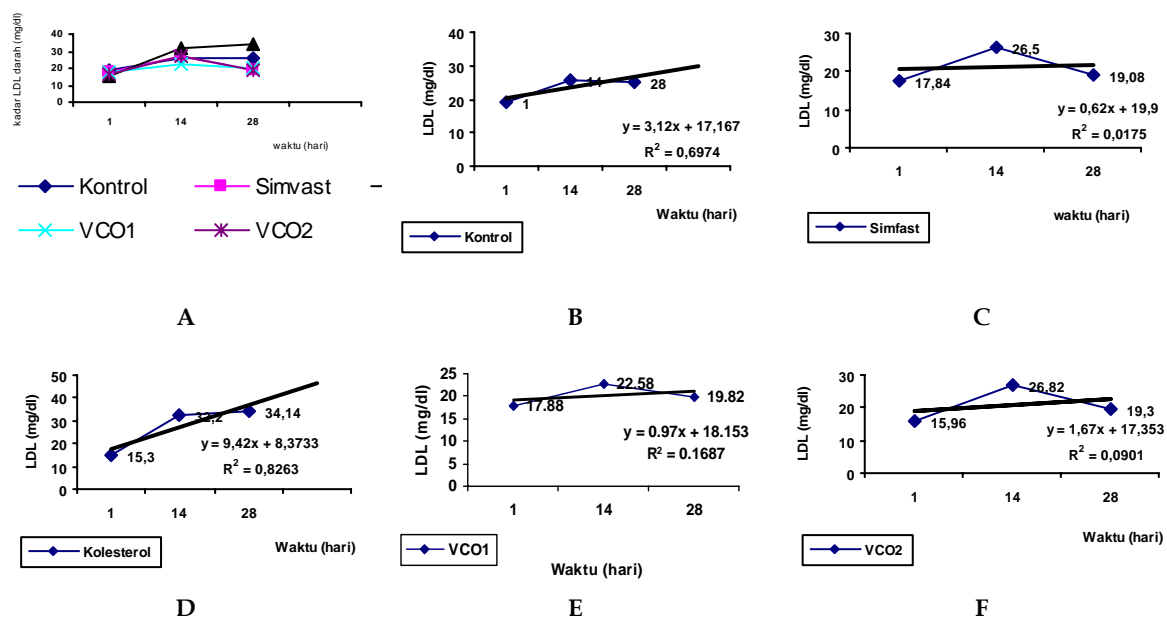 kadar LDL darah (mg/dl)
40
30
20
10
0
1 14 28
waktu (hari)
Kontrol Simvast
VCO1 VCO2
A
LDL (mg/dl)
40
30
20
10
0
1 14 28
1 14 28
y = 3,12x + 17,167
R² = 0,6974
Waktu (hari)
Kontrol
B
LDL (mg/dl)
30
20
10
0
17,84 26,5 19,08
y = 0,62x + 19,9
R² = 0,0175
1 14 28
waktu (hari)
Simfast
C
LDL (mg/dl)
50
40
30
20
10
0
15,3 32,2 34,14
y = 9,42x + 8,3733
R² = 0,8263
1 14 28
Waktu (hari)
Kolesterol
D
LDL (mg/dl)
25
20
15
10
5
0
17.88 22.58 19.82
y = 0.97x + 18.153
R² = 0.1687
1 14 28
VCO1
Waktu (hari)
E
LDL (mg/dl)
30
20
10
0
15,96 26,82 19,3
y = 1,67x + 17,353
R² = 0,0901
1 14 28
Waktu (hari)
VCO2
F